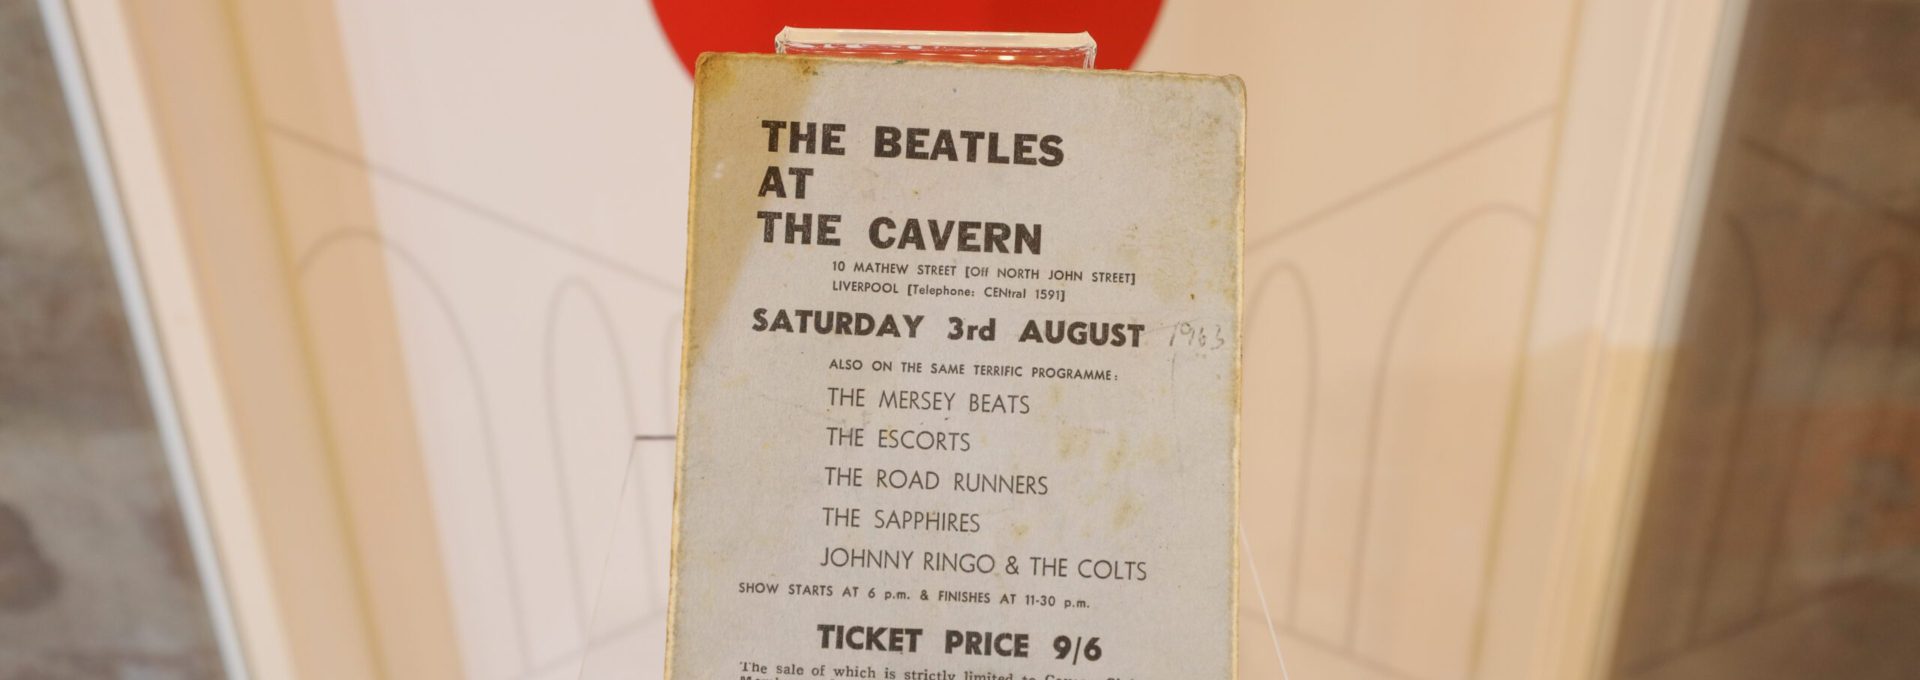 THE BEATLES
AT
THE CAVERN
10 MATHEW STREET [Off NORTH JOHN STREET]
LIVERPOOL [Telephone: CENtral 1591]
SATURDAY 3rd AUGUST 1963
ALSO ON THE SAME TERRIFIC PROGRAMME:
THE MERSEY BEATS
THE ESCORTS
THE ROAD RUNNERS
THE SAPPHIRES
JOHNNY RINGO & THE COLTS
SHOW STARTS AT 6 p.m. & FINISHES AT 11-30 p.m.
TICKET PRICE 9/6
The sale of which is strictly limited to